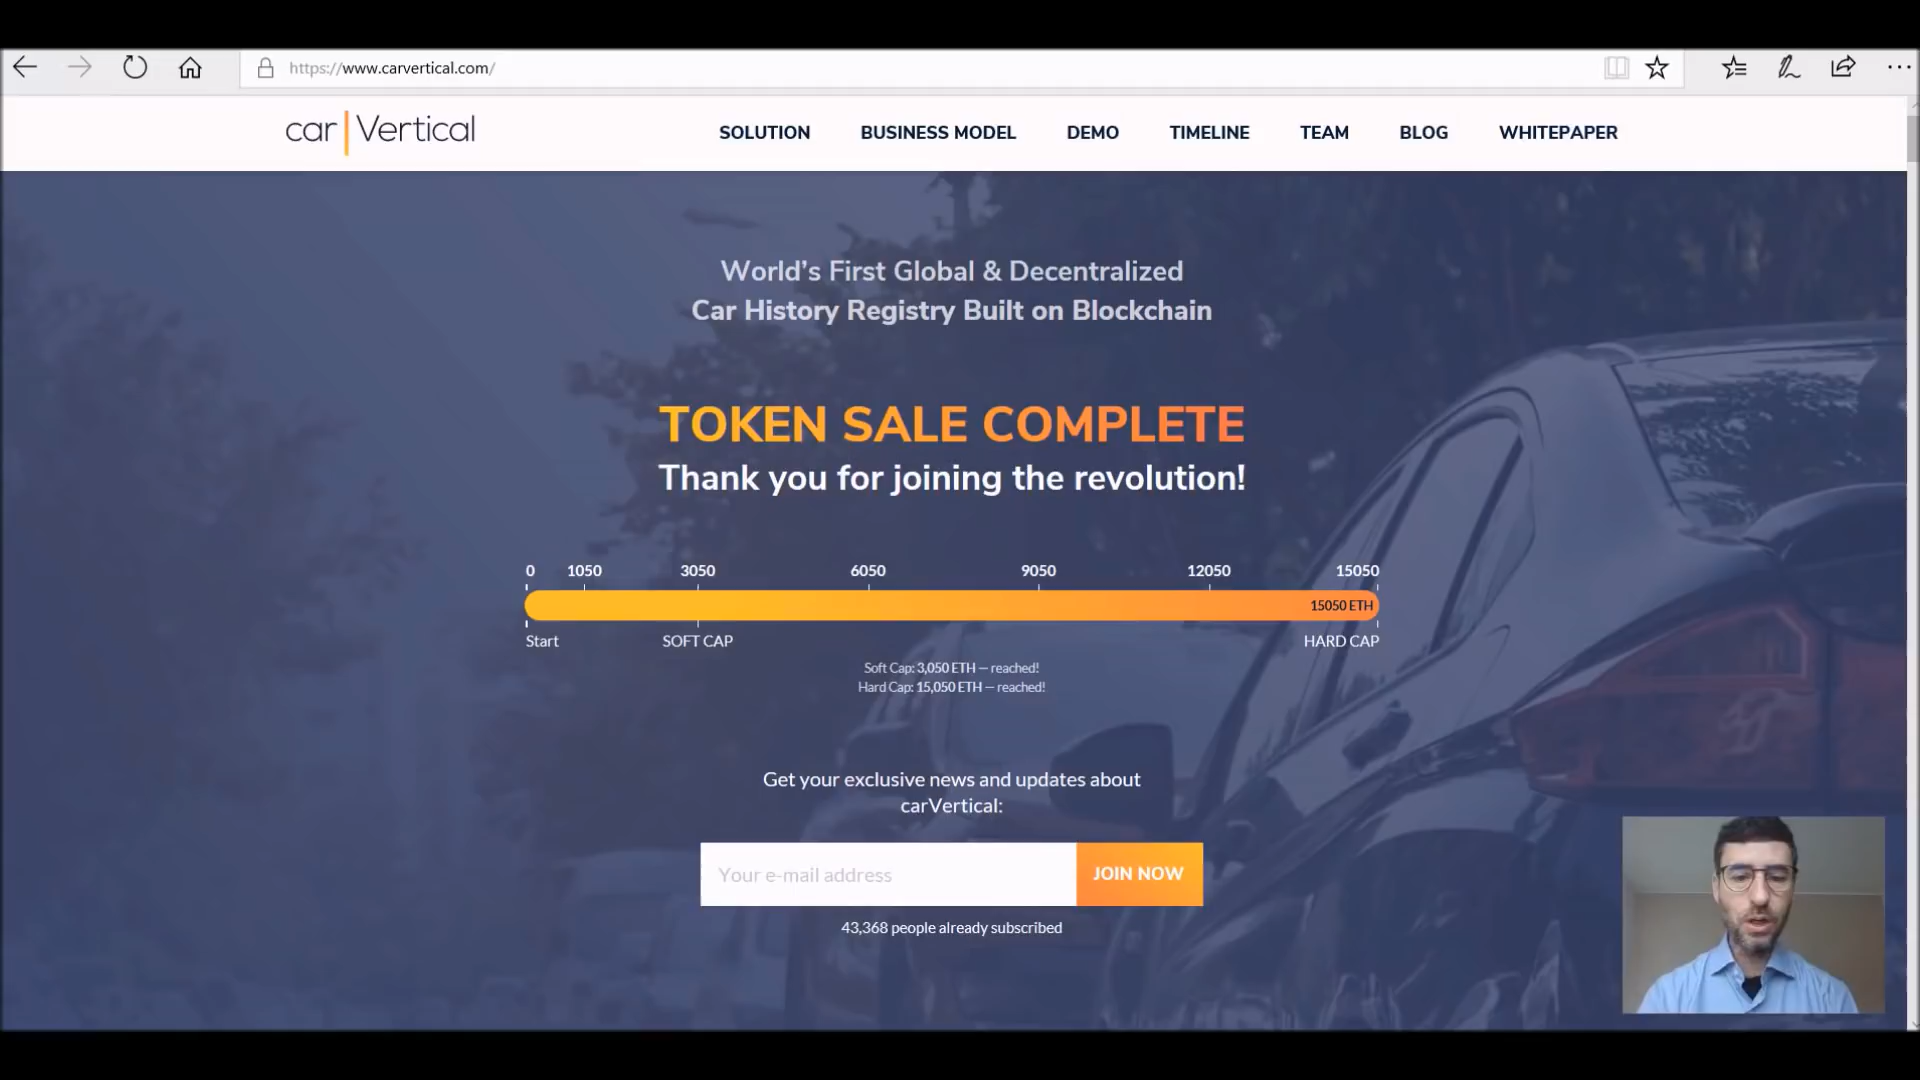 https://www.carvertical.com/
car Vertical
SOLUTION
BUSINESS MODEL
DEMO
TIMELINE
TEAM
BLOG
WHITEPAPER
World's First Global & Decentralized
Car History Registry Built on Blockchain
TOKEN SALE COMPLETE
Thank you for joining the revolution!
0 1050 3050 6050 9050 12050 15050
15050 ETH
Start SOFT CAP HARD CAP
Soft Cap: 3,050 ETH — reached!
Hard Cap: 15,050 ETH — reached!
Get your exclusive news and updates about
carVertical:
Your e-mail address
JOIN NOW
43,368 people already subscribed